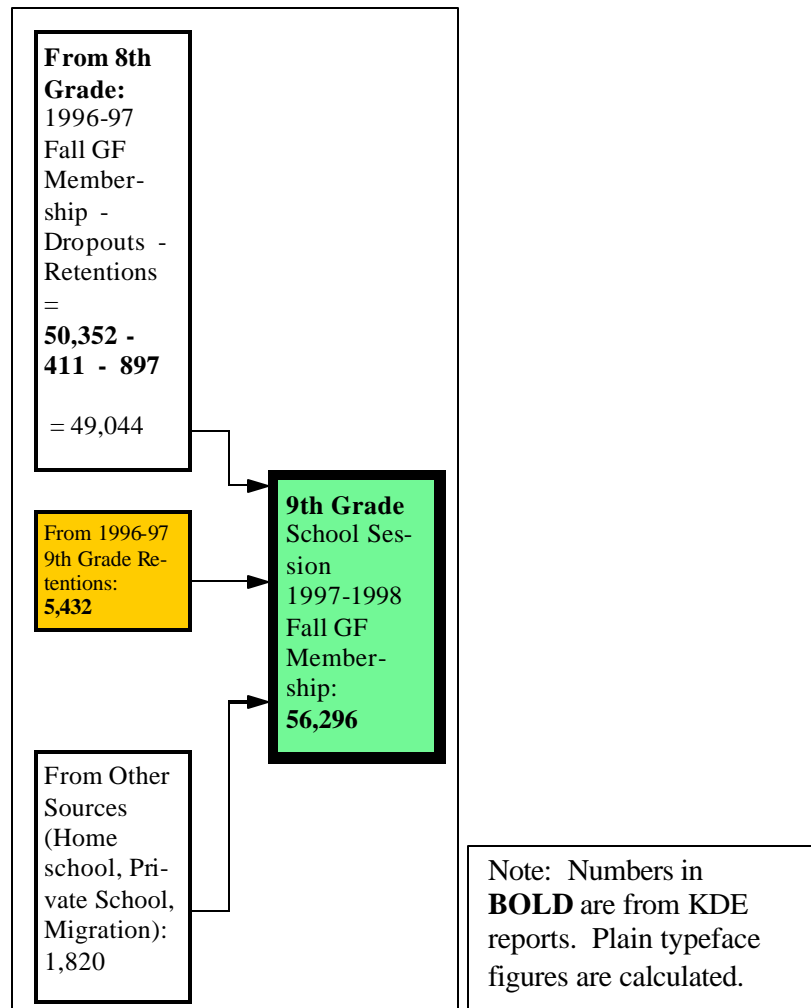 From 8th
Grade:
1996-97
Fall GF
Member-
ship -
Dropouts -
Retentions
=
50,352 -
411 - 897
= 49,044
From 1996-97
9th Grade Re-
tentions:
5,432
From Other
Sources
(Home
school, Pri-
vate School,
Migration):
1,820
9th Grade
School Ses-
sion
1997-1998
Fall GF
Member-
ship:
56,296
Note: Numbers in
BOLD are from KDE
reports. Plain typeface
figures are calculated.